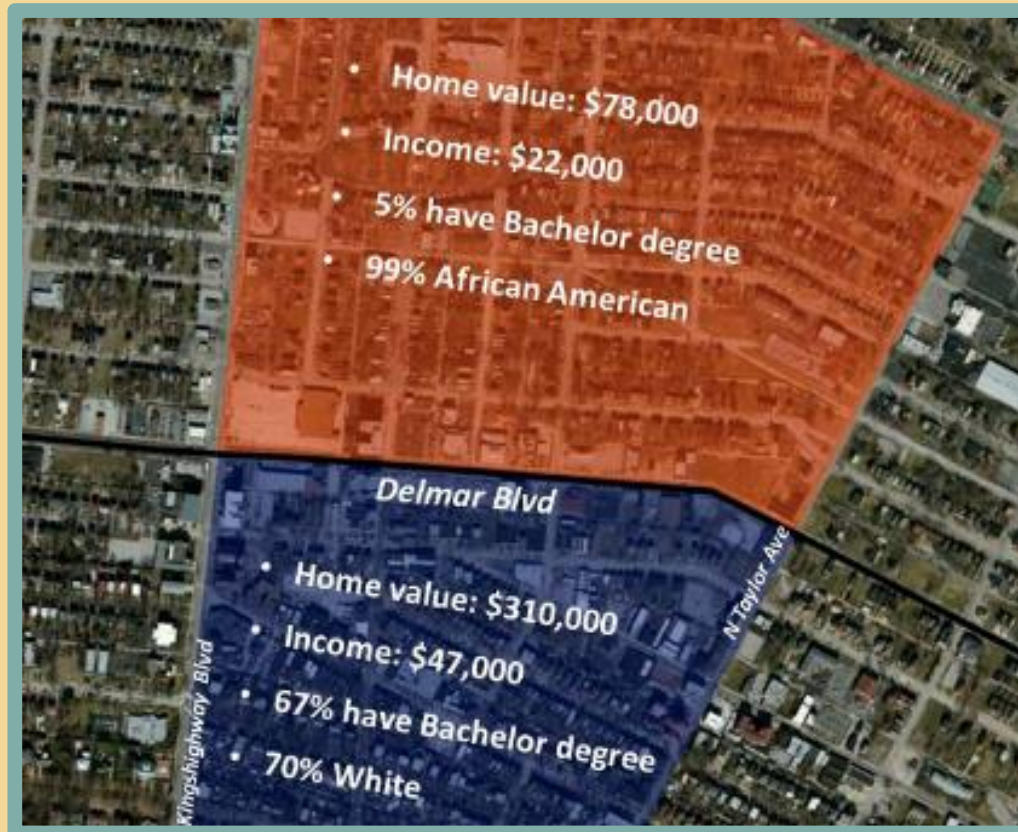 • Home value: $78,000
• Income: $22,000
• 5% have Bachelor degree
• 99% African American
Delmar Blvd
• Home value: $310,000
• Income: $47,000
• 67% have Bachelor degree
• 70% White
Kingshighway Blvd
N Taylor Ave